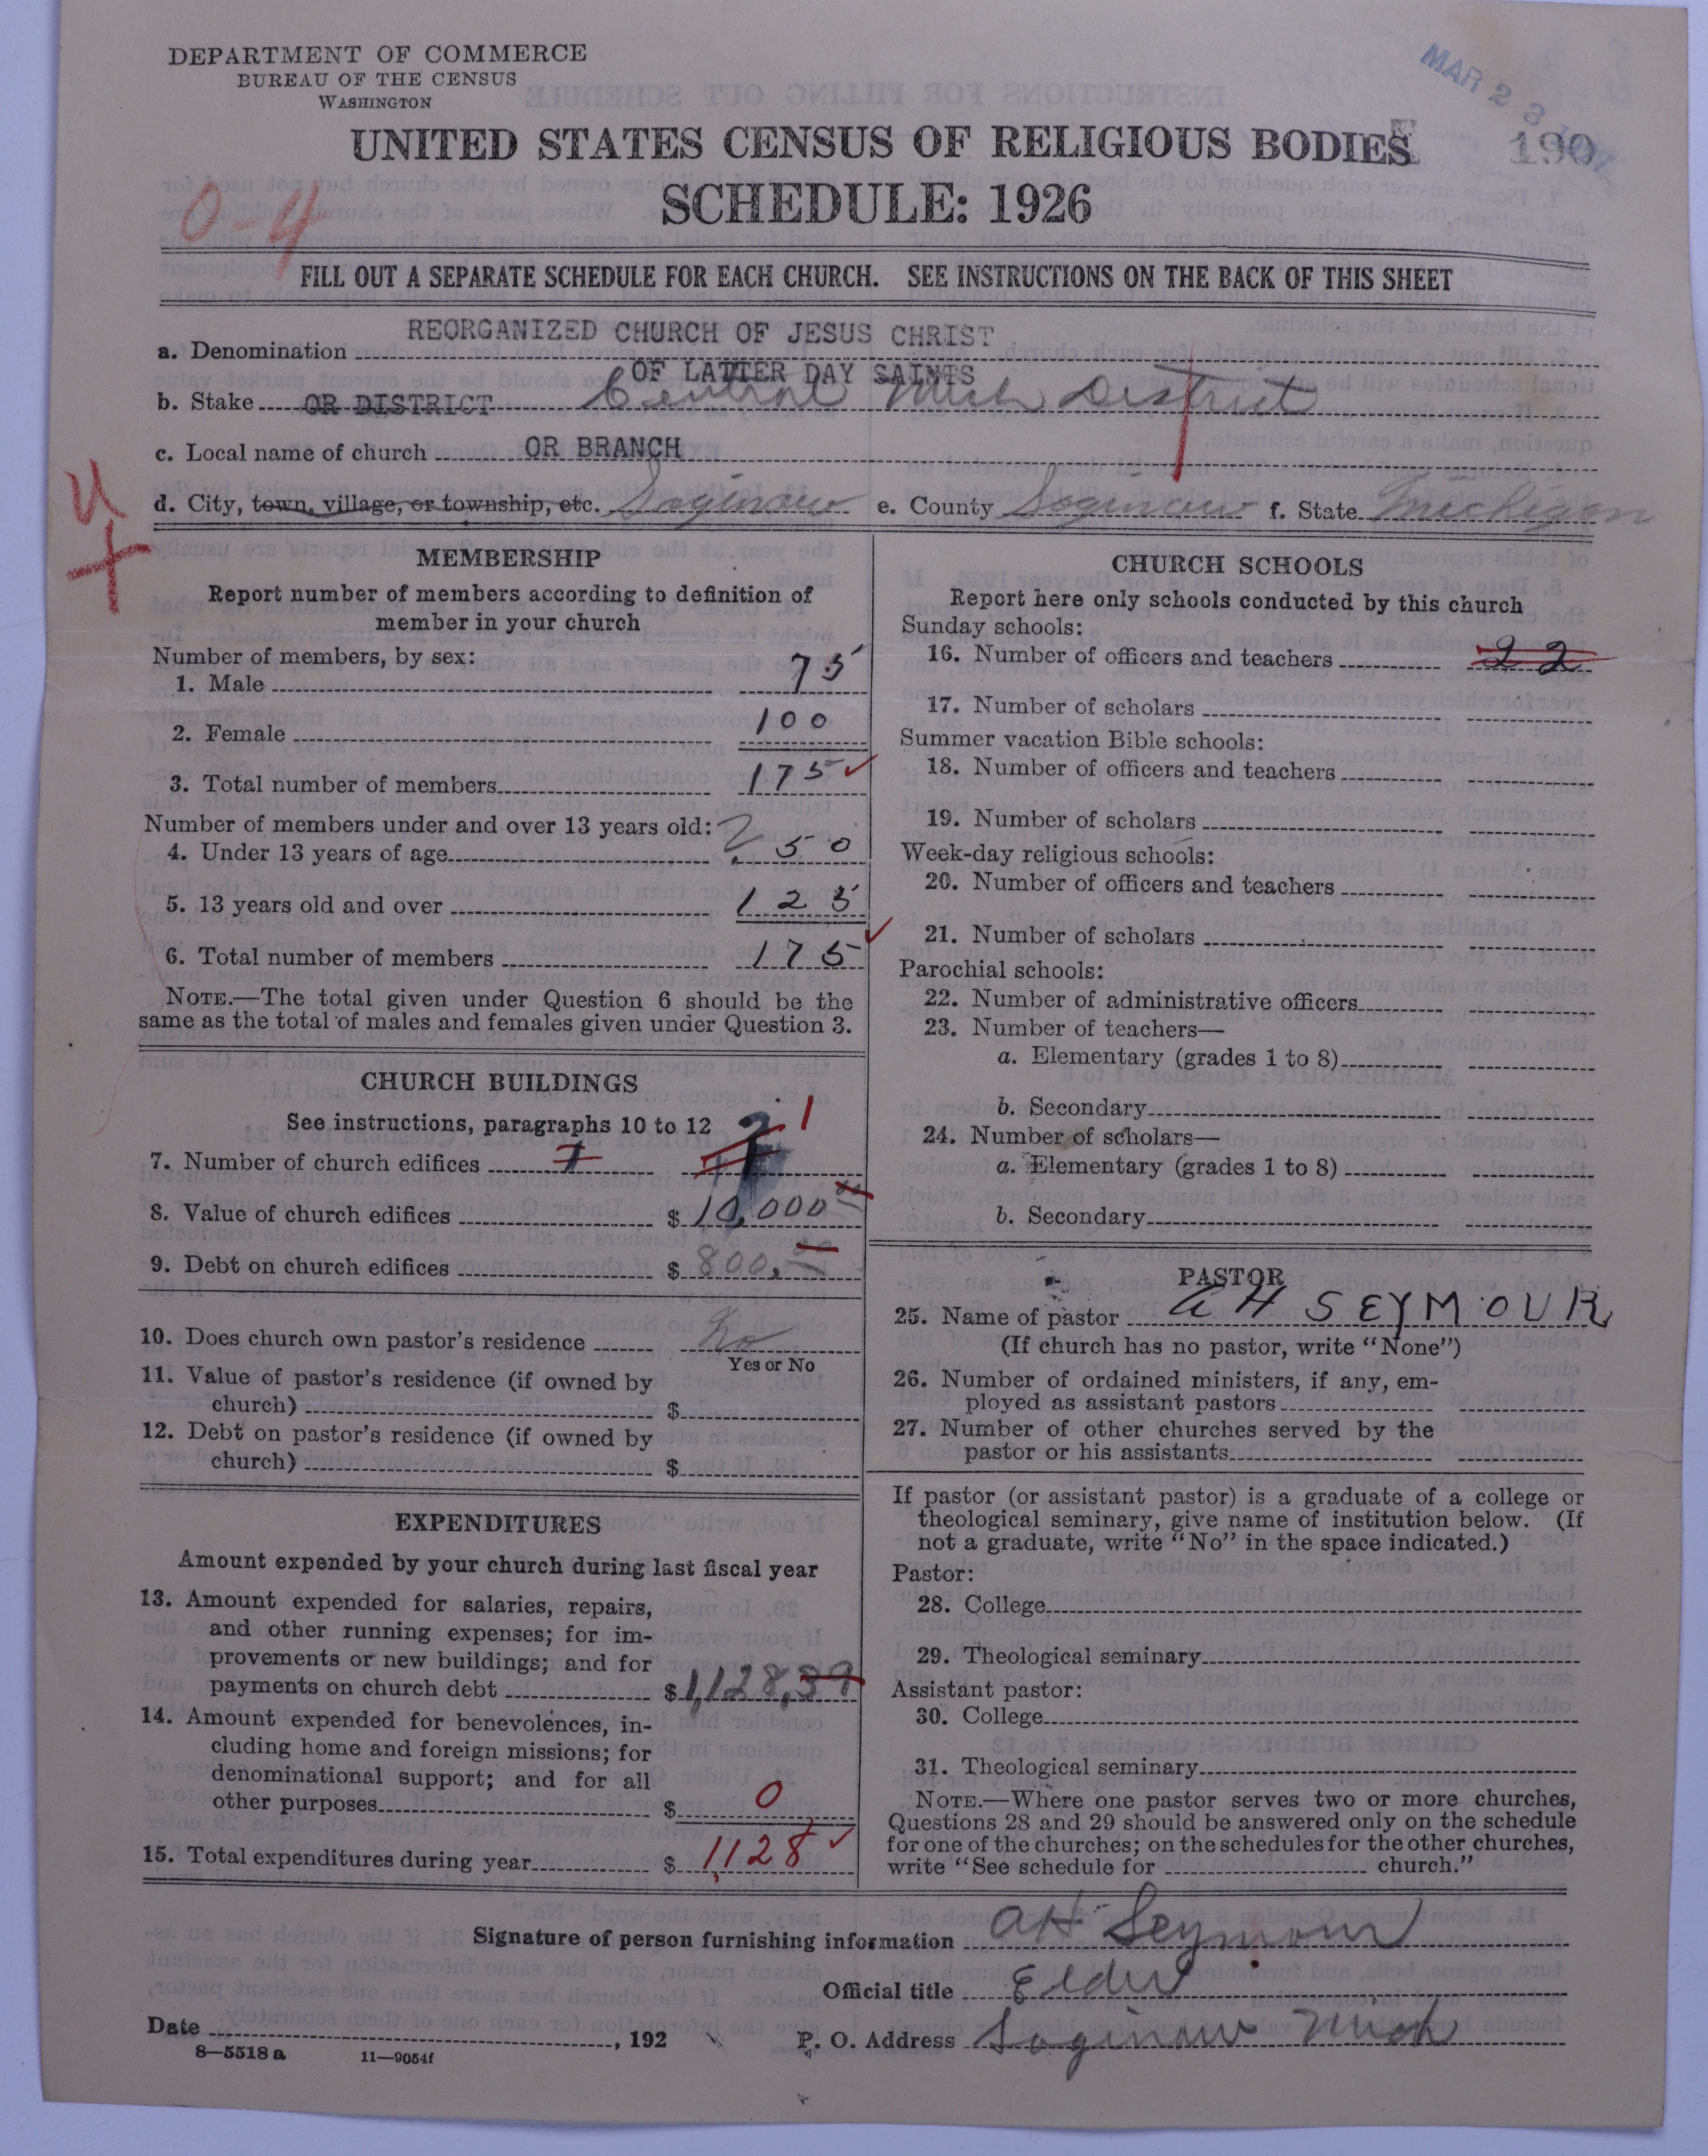 DEPARTMENT OF COMMERCE
BUREAU OF THE CENSUS
WASHINGTON
MAR 2 8
UNITED STATES CENSUS OF RELIGIOUS BODIES
190
SCHEDULE: 1926
0-4
FILL OUT A SEPARATE SCHEDULE FOR EACH CHURCH. SEE INSTRUCTIONS ON THE BACK OF THIS SHEET
a. Denomination REORGANIZED CHURCH OF JESUS CHRIST
OF LATTER DAY SAINTS
b. Stake OR DISTRICT Central Mich District
c. Local name of church OR BRANCH
d. City, town, village, or township, etc. Saginaw e. County Saginaw f. State Michigan
MEMBERSHIP
Report number of members according to definition of
member in your church
Number of members, by sex:
1. Male 75
2. Female 100
3. Total number of members 175
Number of members under and over 13 years old: ?
4. Under 13 years of age 50
5. 13 years old and over 125
6. Total number of members 175
NOTE.—The total given under Question 6 should be the
same as the total of males and females given under Question 3.
CHURCH BUILDINGS
See instructions, paragraphs 10 to 12
7. Number of church edifices 1 1
8. Value of church edifices $ 10,000
9. Debt on church edifices $ 800.
10. Does church own pastor's residence No
Yes or No
11. Value of pastor's residence (if owned by
church) $
12. Debt on pastor's residence (if owned by
church) $
EXPENDITURES
Amount expended by your church during last fiscal year
13. Amount expended for salaries, repairs,
and other running expenses; for im-
provements or new buildings; and for
payments on church debt $ 1,128.39
14. Amount expended for benevolences, in-
cluding home and foreign missions; for
denominational support; and for all
other purposes $ 0
15. Total expenditures during year $ 1,128
CHURCH SCHOOLS
Report here only schools conducted by this church
Sunday schools:
16. Number of officers and teachers 22
17. Number of scholars
Summer vacation Bible schools:
18. Number of officers and teachers
19. Number of scholars
Week-day religious schools:
20. Number of officers and teachers
21. Number of scholars
Parochial schools:
22. Number of administrative officers
23. Number of teachers—
a. Elementary (grades 1 to 8)
b. Secondary
24. Number of scholars—
a. Elementary (grades 1 to 8)
b. Secondary
PASTOR
25. Name of pastor A H SEYMOUR
(If church has no pastor, write "None")
26. Number of ordained ministers, if any, em-
ployed as assistant pastors
27. Number of other churches served by the
pastor or his assistants
If pastor (or assistant pastor) is a graduate of a college or
theological seminary, give name of institution below. (If
not a graduate, write "No" in the space indicated.)
Pastor:
28. College
29. Theological seminary
Assistant pastor:
30. College
31. Theological seminary
NOTE.—Where one pastor serves two or more churches,
Questions 28 and 29 should be answered only on the schedule
for one of the churches; on the schedules for the other churches,
write "See schedule for church."
Signature of person furnishing information AH Seymour
Official title Elder
Date , 192 P. O. Address Saginaw Mich
8—5518 a 11—9054f